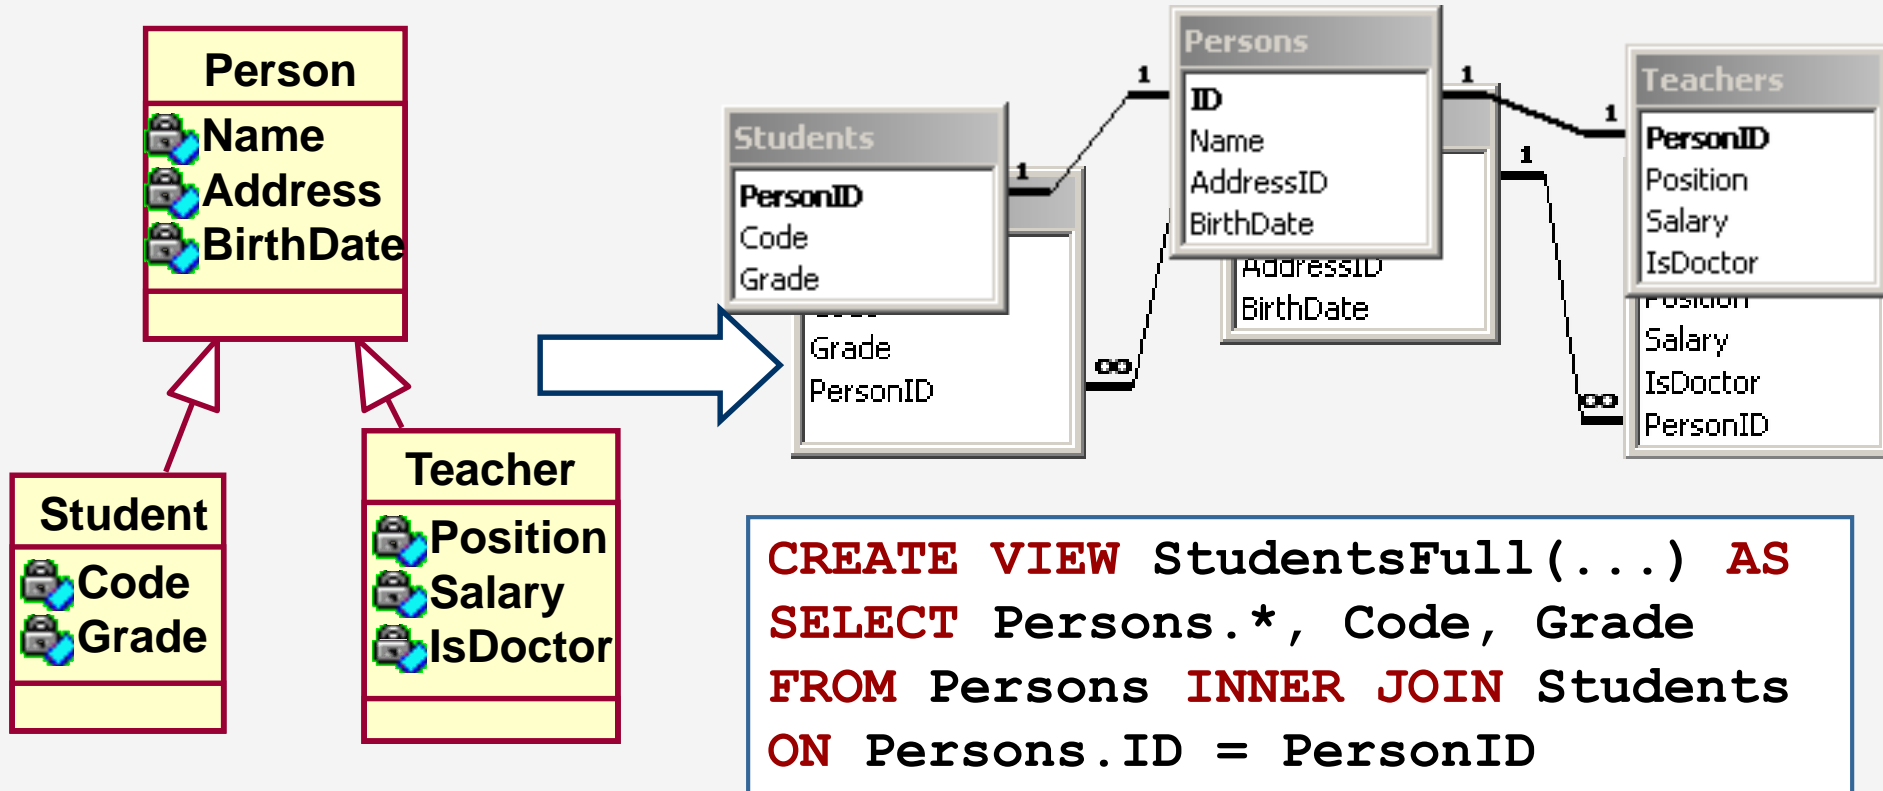 Person
Name
Address
BirthDate
Student
Code
Grade
Teacher
Position
Salary
IsDoctor
Students
PersonID
Code
Grade
Grade
PersonID
1
∞
1
Persons
ID
Name
AddressID
BirthDate
AddressID
BirthDate
1
1
∞
1
Teachers
PersonID
Position
Salary
IsDoctor
Position
Salary
IsDoctor
PersonID
CREATE VIEW StudentsFull(...) AS
SELECT Persons.*, Code, Grade
FROM Persons INNER JOIN Students
ON Persons.ID = PersonID